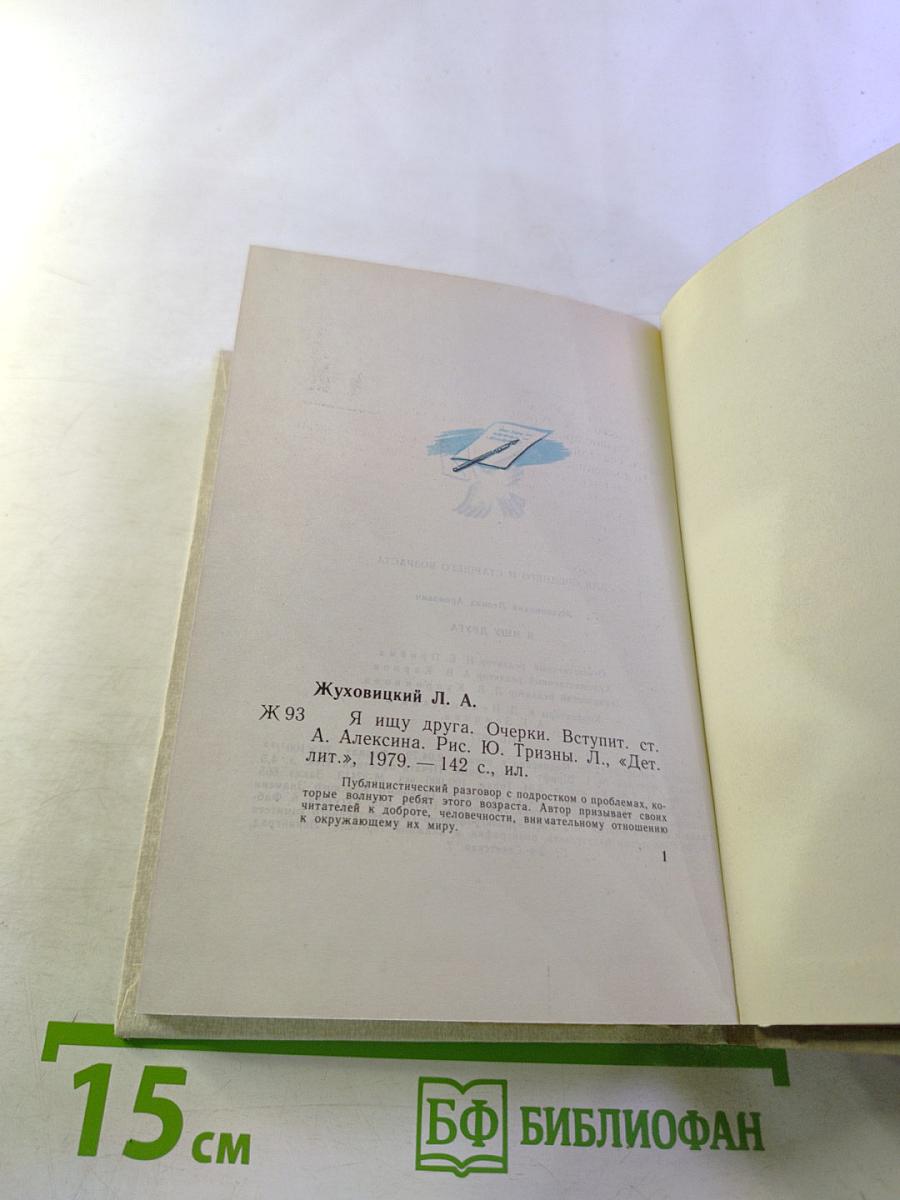 Жуховицкий Л. А.
Ж 93 Я ищу друга. Очерки. Вступит. ст.
А. Алексина. Рис. Ю. Тризны. Л., «Дет.
лит.», 1979. — 142 с., ил.
Публицистический разговор с подростком о проблемах, ко-
торые волнуют ребят этого возраста. Автор призывает своих
читателей к доброте, человечности, внимательному отношению
к окружающему их миру.
1
15 см
БФ БИБЛИОФАН